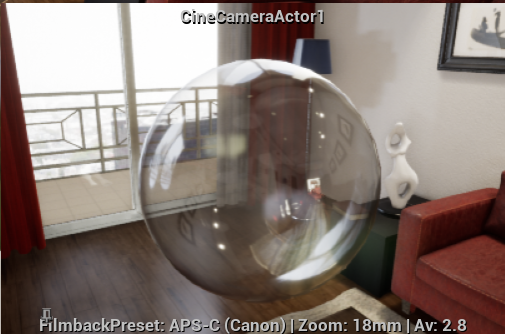 CineCameraActor1
FilmbackPreset: APS-C (Canon) | Zoom: 18mm | Av: 2.8